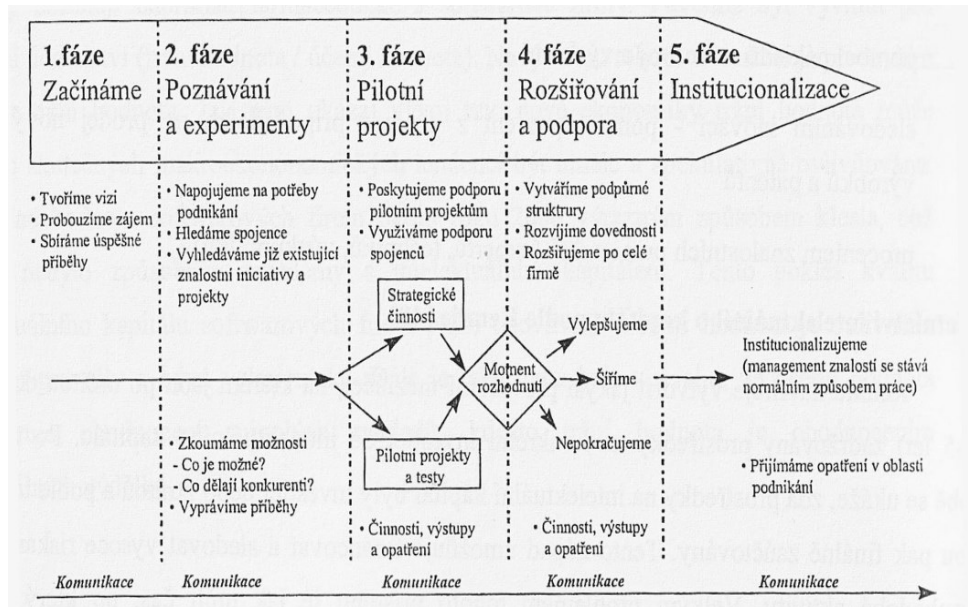 1. fáze
Začínáme
2. fáze
Poznávání
a experimenty
3. fáze
Pilotní
projekty
4. fáze
Rozšiřování
a podpora
5. fáze
Institucionalizace
• Tvoříme vizi
• Probouzíme zájem
• Sbíráme úspěšné
příběhy
• Napojujeme na potřeby
podnikání
• Hledáme spojence
• Vyhledáváme již existující
znalostní iniciativy a
projekty
• Poskytujeme podporu
pilotním projektům
• Využíváme podporu
spojenců
• Vytváříme podpůrné
struktrury
• Rozvíjíme dovednosti
• Rozšiřujeme po celé
firmě
Strategické
činnosti
Moment
rozhodnutí
Pilotní projekty
a testy
Vylepšujeme
Šíříme
Nepokračujeme
Institucionalizujeme
(management znalostí se stává
normálním způsobem práce)
• Zkoumáme možnosti
- Co je možné?
- Co dělají konkurenti?
• Vyprávíme příběhy
• Činnosti, výstupy
a opatření
• Činnosti, výstupy
a opatření
• Přijímáme opatření v oblasti
podnikání
Komunikace
Komunikace
Komunikace
Komunikace
Komunikace